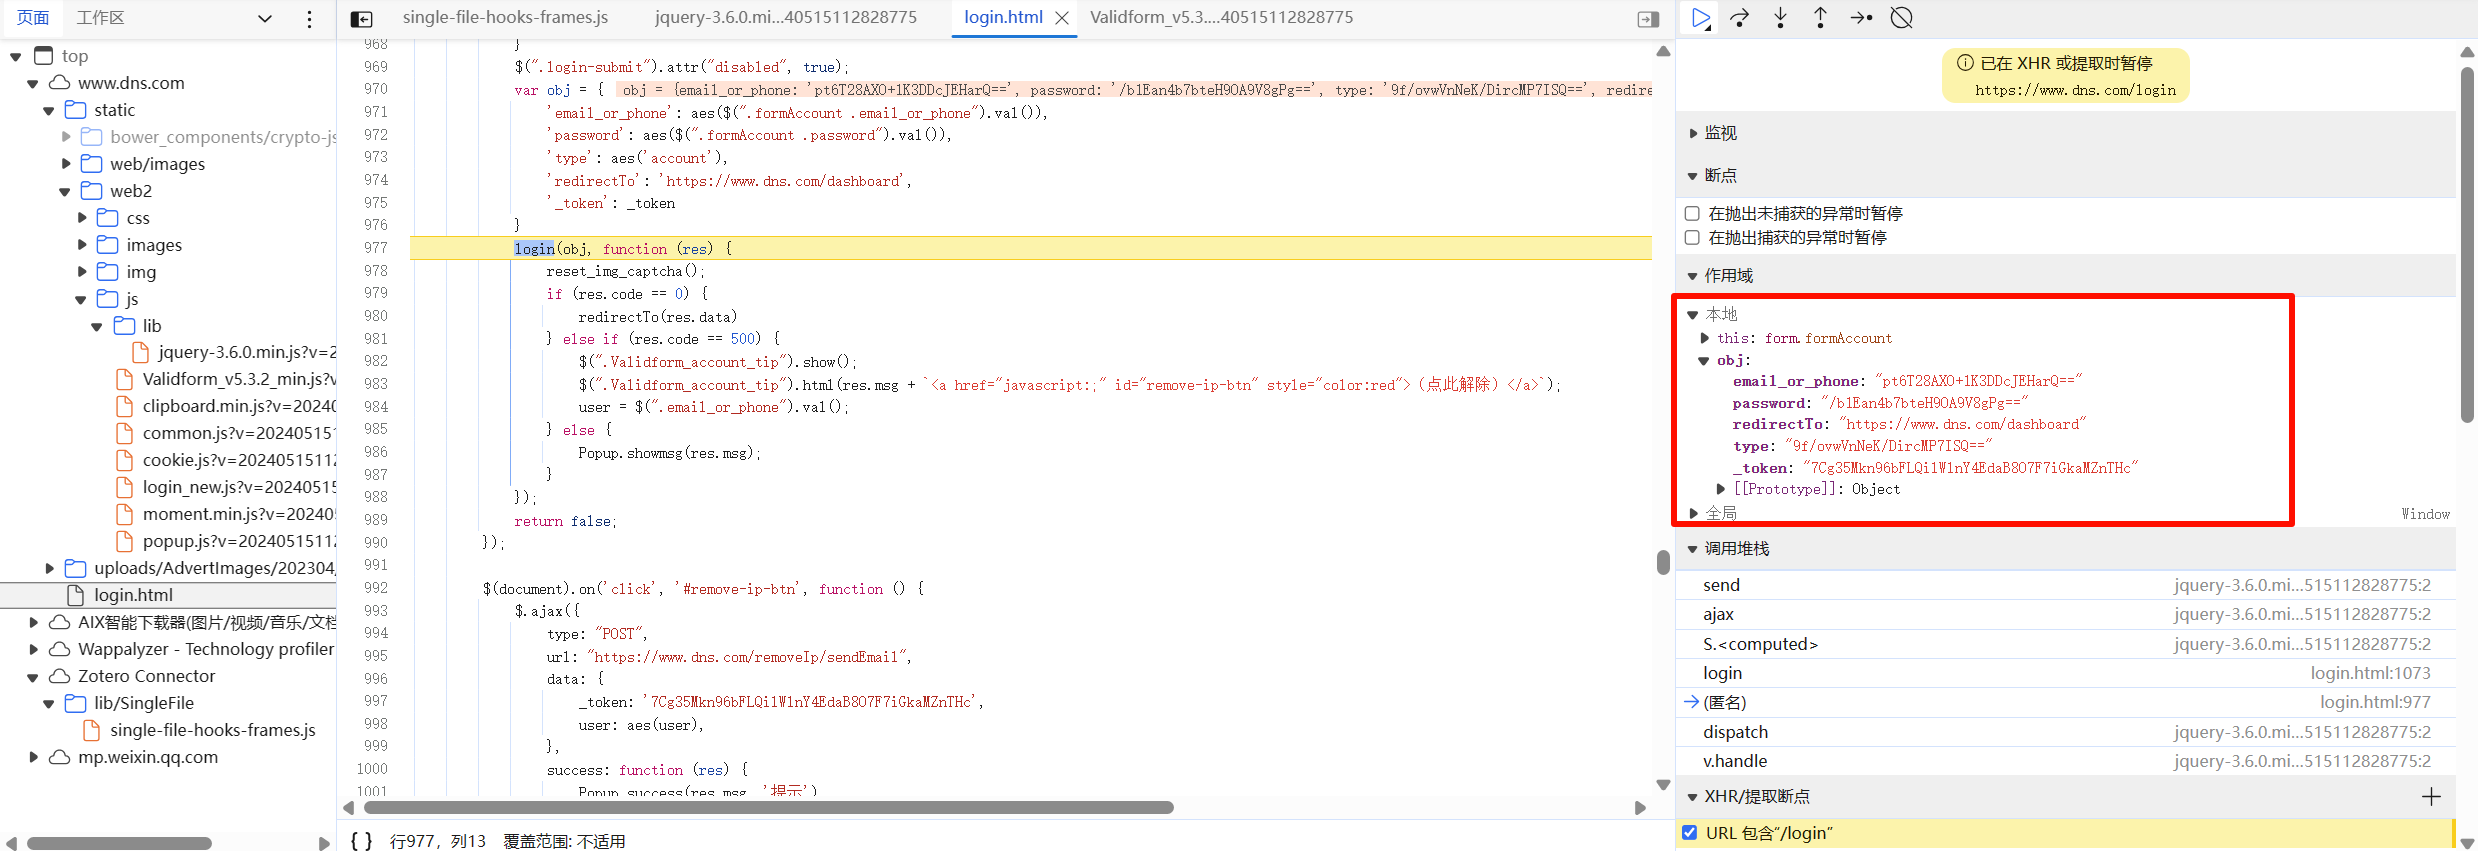 页面
工作区
top
www.dns.com
static
bower_components/crypto-js
web/images
web2
css
images
img
js
lib
jquery-3.6.0.min.js?v=2
Validform_v5.3.2_min.js?v
clipboard.min.js?v=20240
common.js?v=202405151
cookie.js?v=20240515112
login_new.js?v=20240515
moment.min.js?v=202405
popup.js?v=2024051511
uploads/AdvertImages/202304
login.html
AIX智能下载器(图片/视频/音乐/文档
Wappalyzer - Technology profiler
Zotero Connector
lib/SingleFile
single-file-hooks-frames.js
mp.weixin.qq.com
single-file-hooks-frames.js
jquery-3.6.0.mi...40515112828775
login.html
Validform_v5.3....40515112828775
968 }
969 $(".login-submit").attr("disabled", true);
970 var obj = { obj = {email_or_phone: 'pt6T28AXO+1K3DDcJEHarQ==', password: '/b1Ean4b7bteH9OA9V8gPg==', type: '9f/ovwVnNeK/DircMP7ISQ==', redire
971 'email_or_phone': aes($(".formAccount .email_or_phone").val()),
972 'password': aes($(".formAccount .password").val()),
973 'type': aes('account'),
974 'redirectTo': 'https://www.dns.com/dashboard',
975 '_token': _token
976 }
977 login(obj, function (res) {
978 reset_img_captcha();
979 if (res.code == 0) {
980 redirectTo(res.data)
981 } else if (res.code == 500) {
982 $(".Validform_account_tip").show();
983 $(".Validform_account_tip").html(res.msg + `<a href="javascript:;" id="remove-ip-btn" style="color:red">（点此解除）</a>`);
984 user = $(".email_or_phone").val();
985 } else {
986 Popup.showmsg(res.msg);
987 }
988 });
989 return false;
990 });
991
992 $(document).on('click', '#remove-ip-btn', function () {
993 $.ajax({
994 type: "POST",
995 url: "https://www.dns.com/removeIp/sendEmail",
996 data: {
997 _token: '7Cg35Mkn96bFLQi1W1nY4EdaB8O7F7iGkaMZnTHc',
998 user: aes(user),
999 },
1000 success: function (res) {
1001 Popup.success(res.msg, '提示')
{ } 行977，列13 覆盖范围: 不适用
已在 XHR 或提取时暂停
https://www.dns.com/login
监视
断点
在抛出未捕获的异常时暂停
在抛出捕获的异常时暂停
作用域
本地
this: form.formAccount
obj:
email_or_phone: "pt6T28AXO+1K3DDcJEHarQ=="
password: "/b1Ean4b7bteH9OA9V8gPg=="
redirectTo: "https://www.dns.com/dashboard"
type: "9f/ovwVnNeK/DircMP7ISQ=="
_token: "7Cg35Mkn96bFLQi1W1nY4EdaB8O7F7iGkaMZnTHc"
[[Prototype]]: Object
全局 Window
调用堆栈
send jquery-3.6.0.mi...515112828775:2
ajax jquery-3.6.0.mi...515112828775:2
S.<computed> jquery-3.6.0.mi...515112828775:2
login login.html:1073
(匿名) login.html:977
dispatch jquery-3.6.0.mi...515112828775:2
v.handle jquery-3.6.0.mi...515112828775:2
XHR/提取断点
URL 包含"/login"